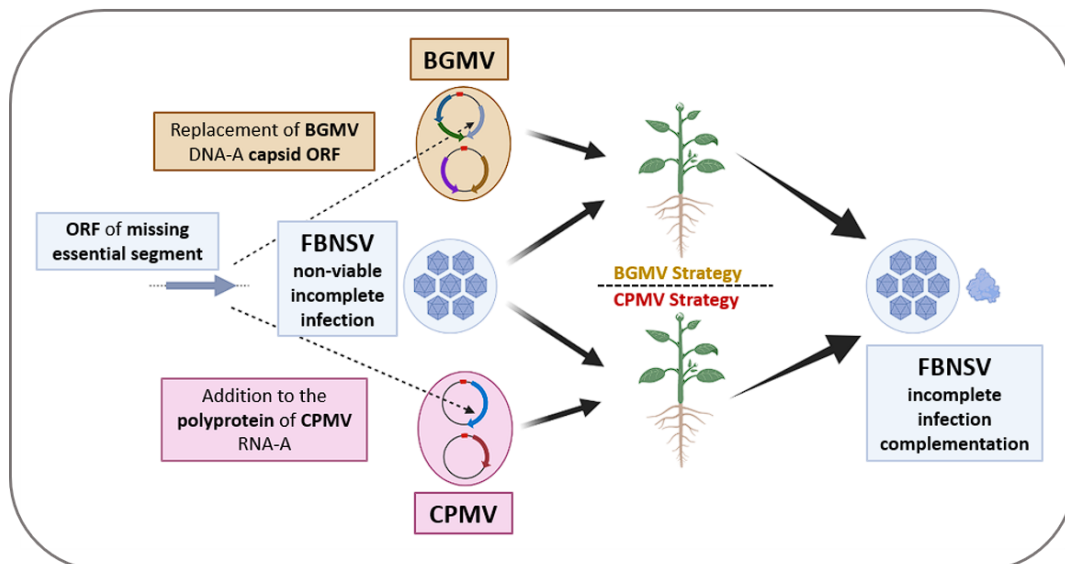 BGMV
Replacement of BGMV
DNA-A capsid ORF
ORF of missing
essential segment
FBNSV
non-viable
incomplete
infection
BGMV Strategy
CPMV Strategy
Addition to the
polyprotein of CPMV
RNA-A
CPMV
FBNSV
incomplete
infection
complementation